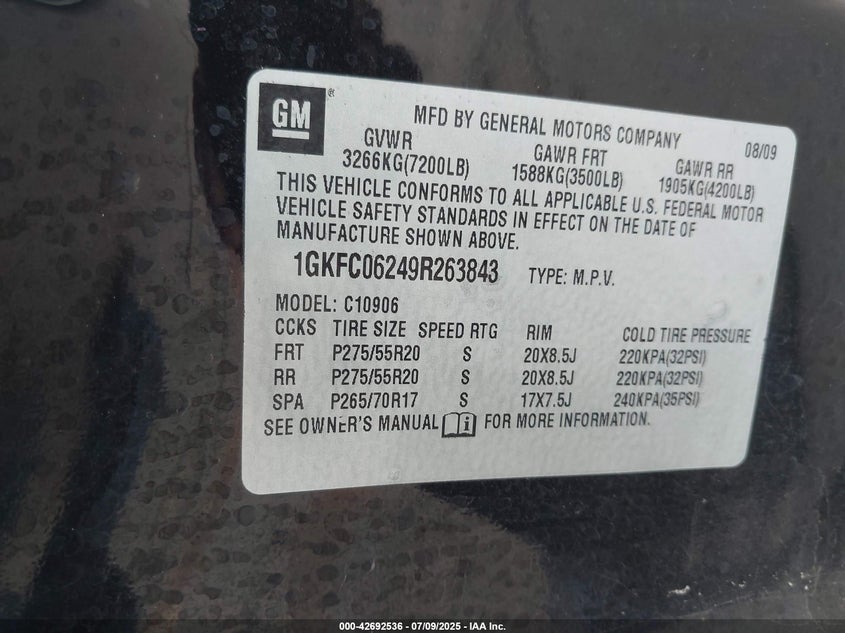 GM
MFD BY GENERAL MOTORS COMPANY
08/09
GVWR GAWR FRT GAWR RR
3266KG(7200LB) 1588KG(3500LB) 1905KG(4200LB)
THIS VEHICLE CONFORMS TO ALL APPLICABLE U.S. FEDERAL MOTOR
VEHICLE SAFETY STANDARDS IN EFFECT ON THE DATE OF
MANUFACTURE SHOWN ABOVE.
1GKFC06249R263843 TYPE: M.P.V.
MODEL: C10906
CCKS TIRE SIZE SPEED RTG RIM COLD TIRE PRESSURE
FRT P275/55R20 S 20X8.5J 220KPA(32PSI)
RR P275/55R20 S 20X8.5J 220KPA(32PSI)
SPA P265/70R17 S 17X7.5J 240KPA(35PSI)
SEE OWNER'S MANUAL i FOR MORE INFORMATION.
000-42692536 - 07/09/2025 - IAA Inc.